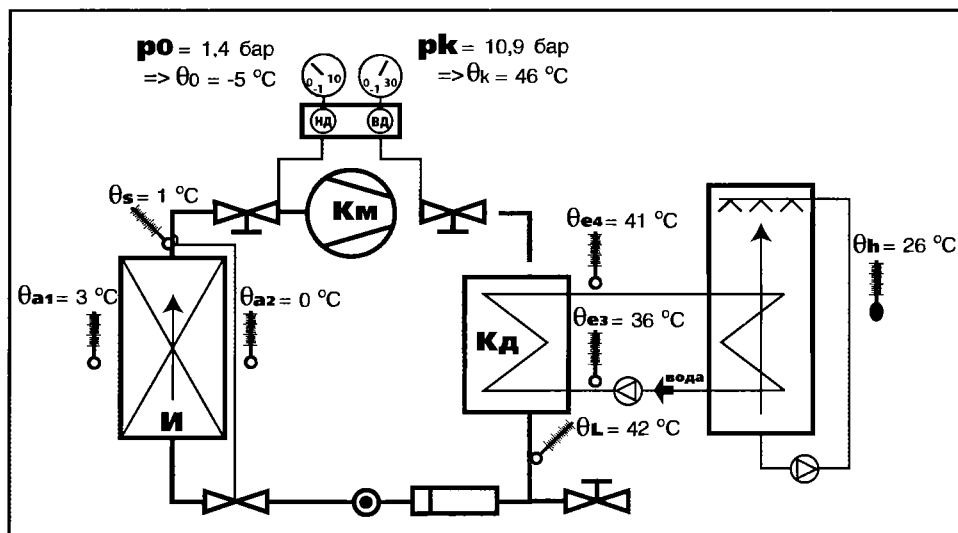 p0 = 1,4 бар
=> θ0 = -5 °C
pk = 10,9 бар
=> θk = 46 °C
0 -1 10
0 -1 30
НД
ВД
θs = 1 °C
Км
θe4 = 41 °C
θh = 26 °C
θa1 = 3 °C
θa2 = 0 °C
θe3 = 36 °C
Кд
вода
И
θL = 42 °C